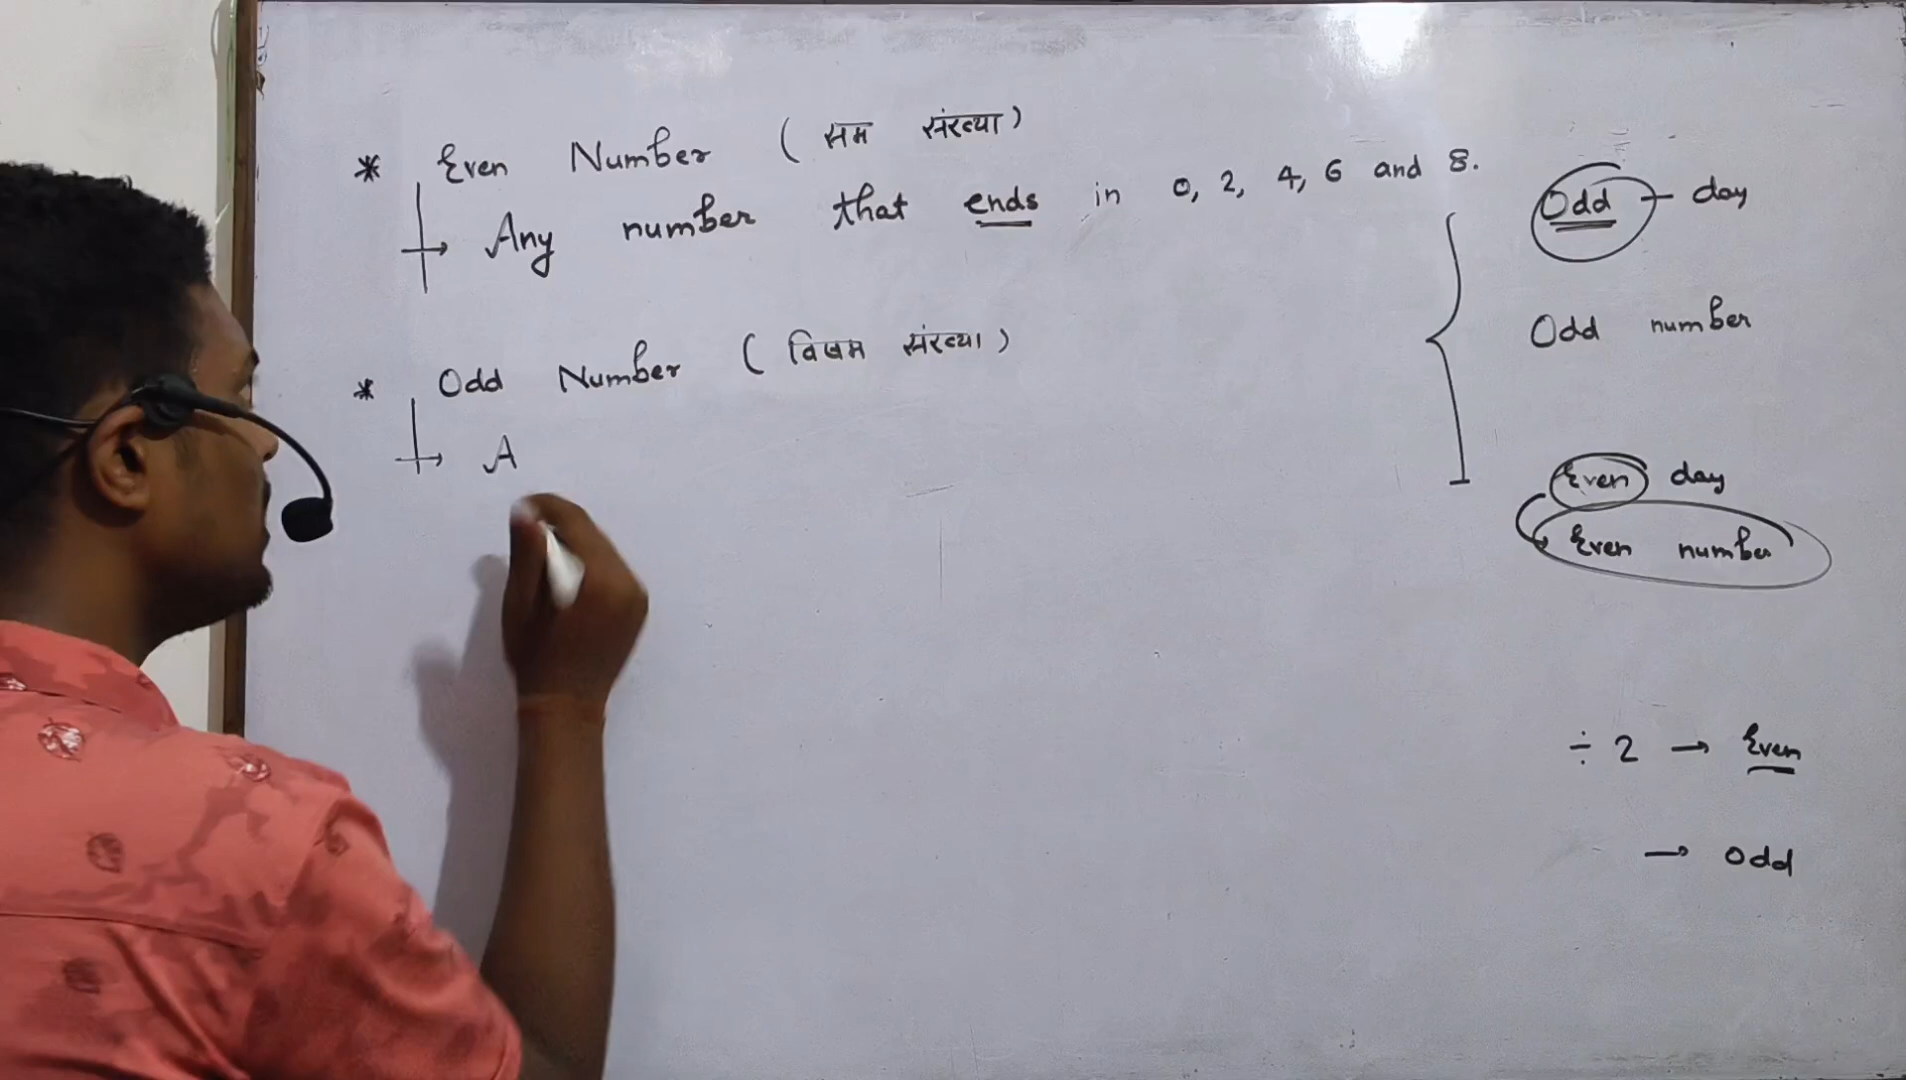 * Even Number (सम संख्या)
→ Any number that ends in 0, 2, 4, 6 and 8.
* Odd Number (विषम संख्या)
→ A
Odd - day
Odd number
Even day
Even number
÷ 2 → Even
→ odd